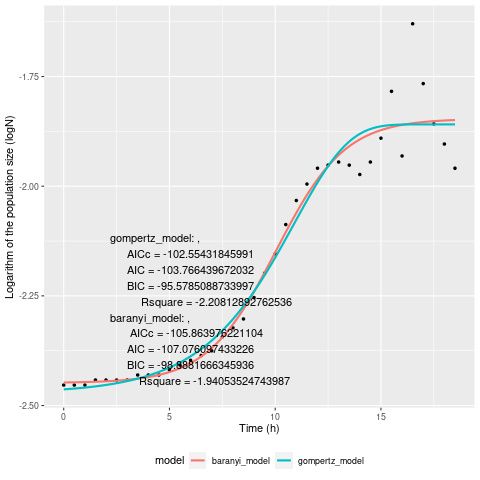 Logarithm of the population size (logN)
-1.75
-2.00
-2.25
-2.50
gompertz_model: ,
AICc = -102.55431845991
AIC = -103.766439672032
BIC = -95.5785088733997
Rsquare = -2.20812892762536
baranyi_model: ,
AICc = -105.863976221104
AIC = -107.076097433226
BIC = -98.8881666345936
Rsquare = -1.94053524743987
0 5 10 15
Time (h)
model baranyi_model gompertz_model